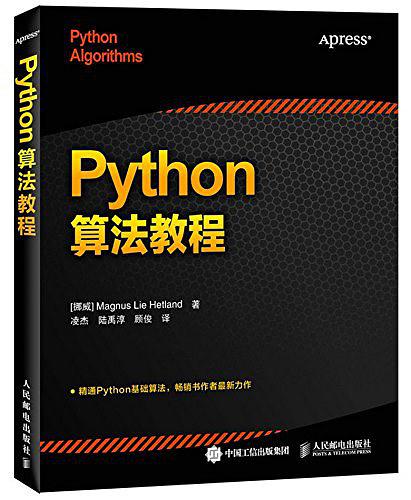 Apress®
Python 算法教程
人民邮电出版社
Python
Algorithms
Apress®
Python
算法教程
[挪威] Magnus Lie Hetland 著
凌杰 陆禹淳 顾俊 译
•精通Python基础算法，畅销书作者最新力作
中国工信出版集团
人民邮电出版社